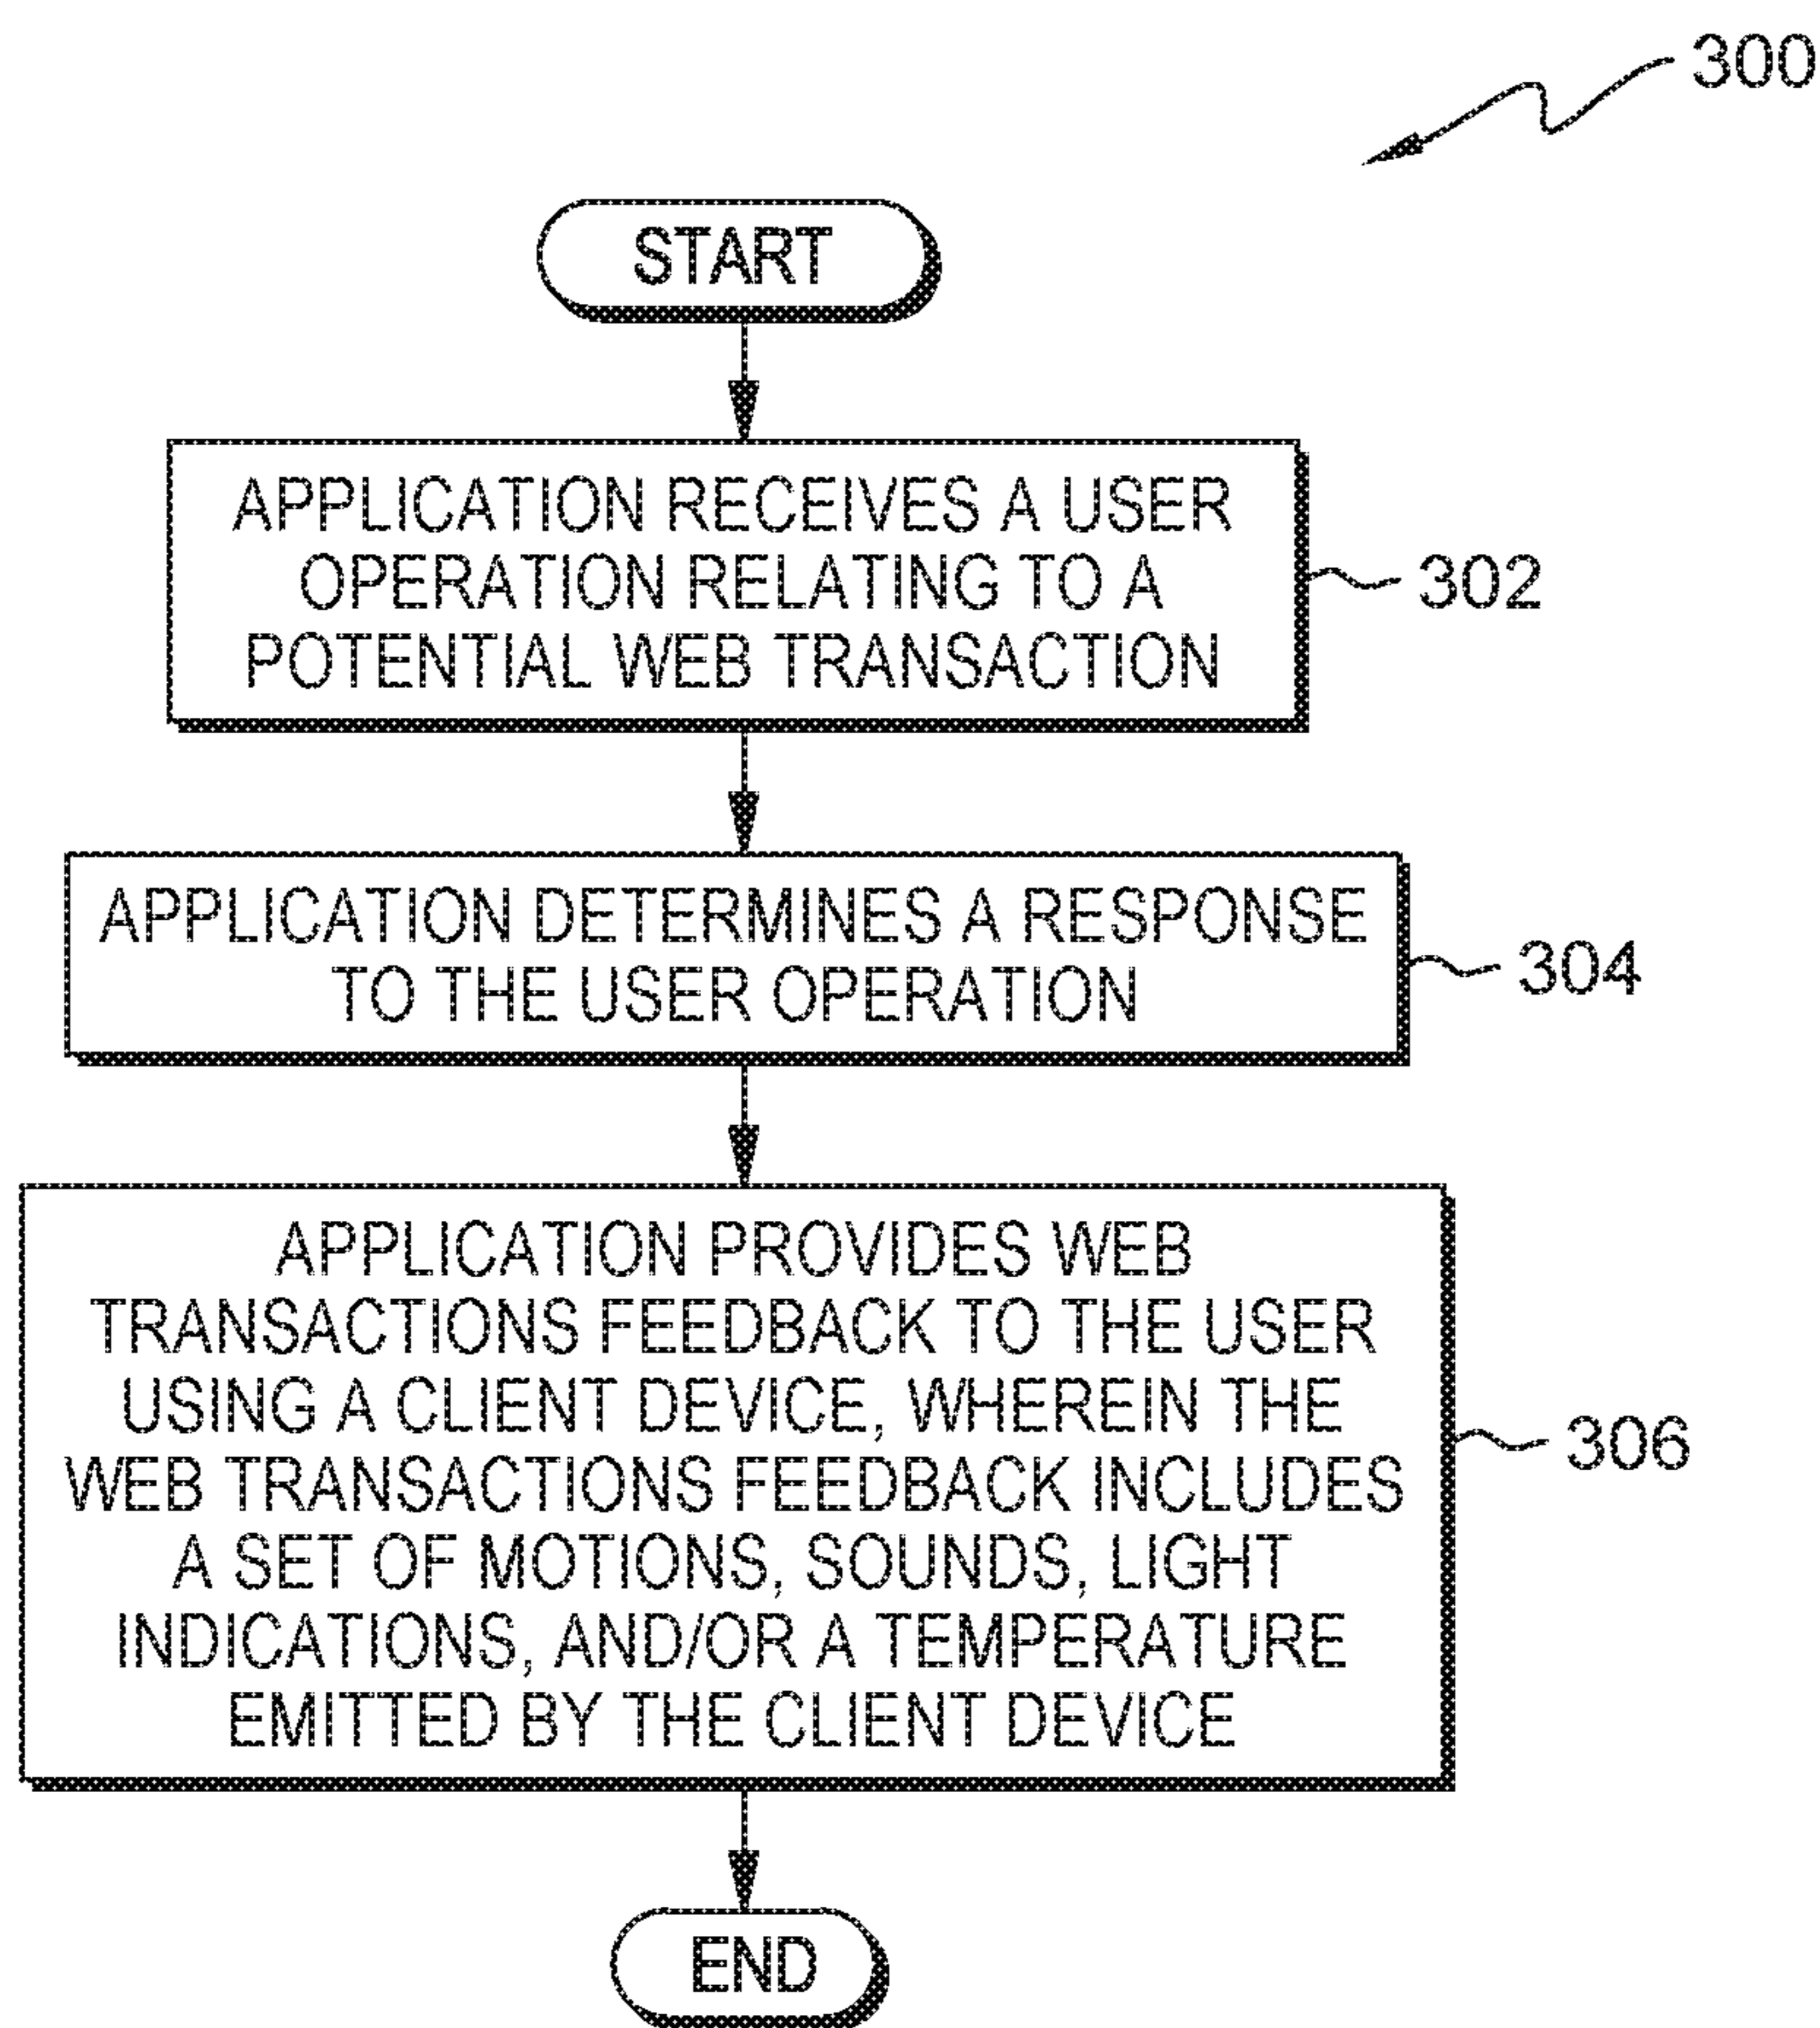 300
START
APPLICATION RECEIVES A USER
OPERATION RELATING TO A
POTENTIAL WEB TRANSACTION
302
APPLICATION DETERMINES A RESPONSE
TO THE USER OPERATION
304
APPLICATION PROVIDES WEB
TRANSACTIONS FEEDBACK TO THE USER
USING A CLIENT DEVICE, WHEREIN THE
WEB TRANSACTIONS FEEDBACK INCLUDES
A SET OF MOTIONS, SOUNDS, LIGHT
INDICATIONS, AND/OR A TEMPERATURE
EMITTED BY THE CLIENT DEVICE
306
END